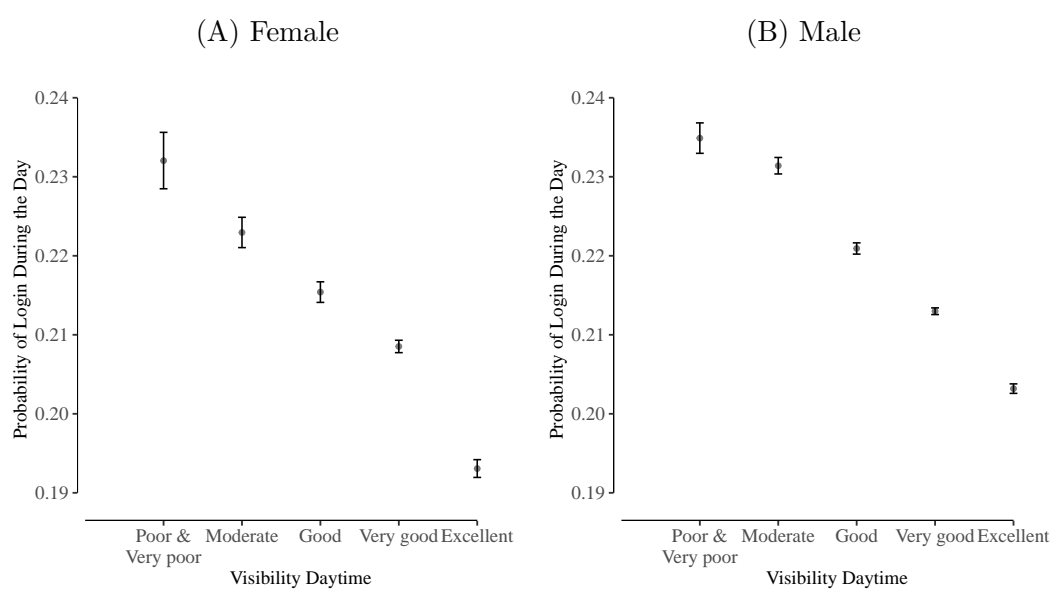 (A) Female
Probability of Login During the Day
0.24
0.23
0.22
0.21
0.20
0.19
Poor &
Very poor
Moderate
Good
Very good
Excellent
Visibility Daytime
(B) Male
Probability of Login During the Day
0.24
0.23
0.22
0.21
0.20
0.19
Poor &
Very poor
Moderate
Good
Very good
Excellent
Visibility Daytime